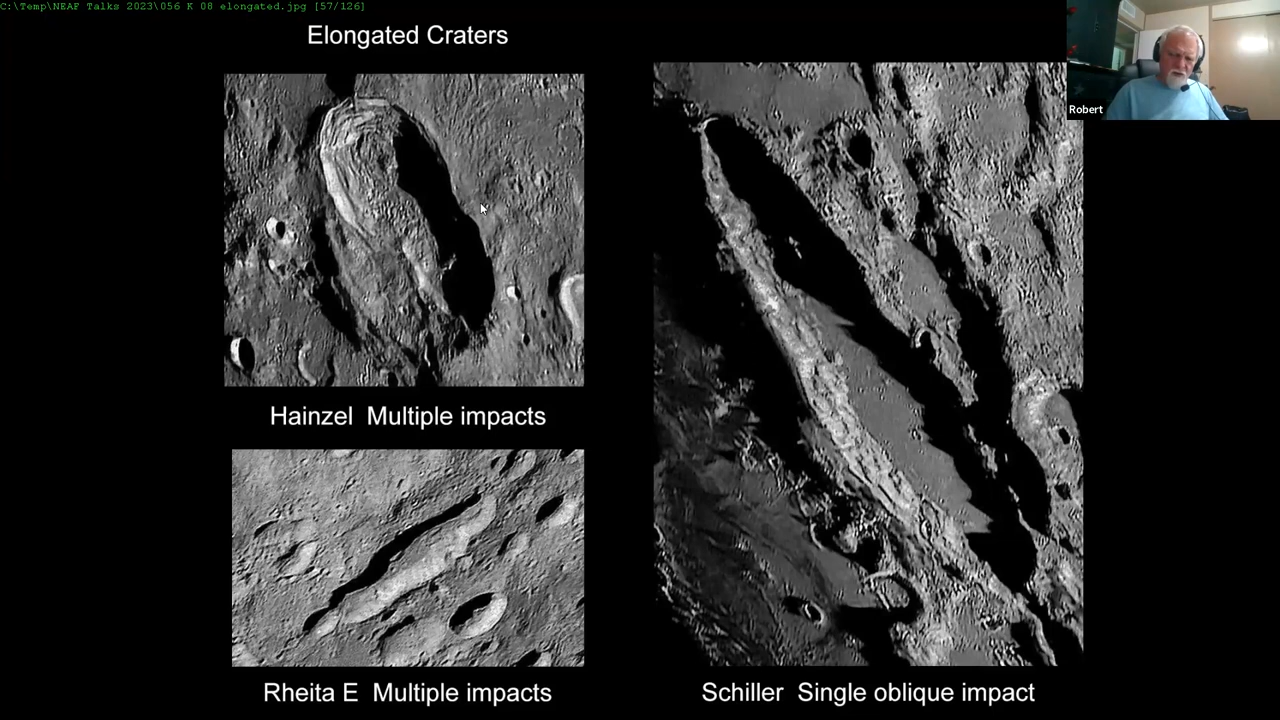 C:\Temp\NEAF Talks 2023\056 K 08 elongated.jpg [57/126]
Elongated Craters
Robert
Hainzel  Multiple impacts
Rheita E  Multiple impacts
Schiller  Single oblique impact